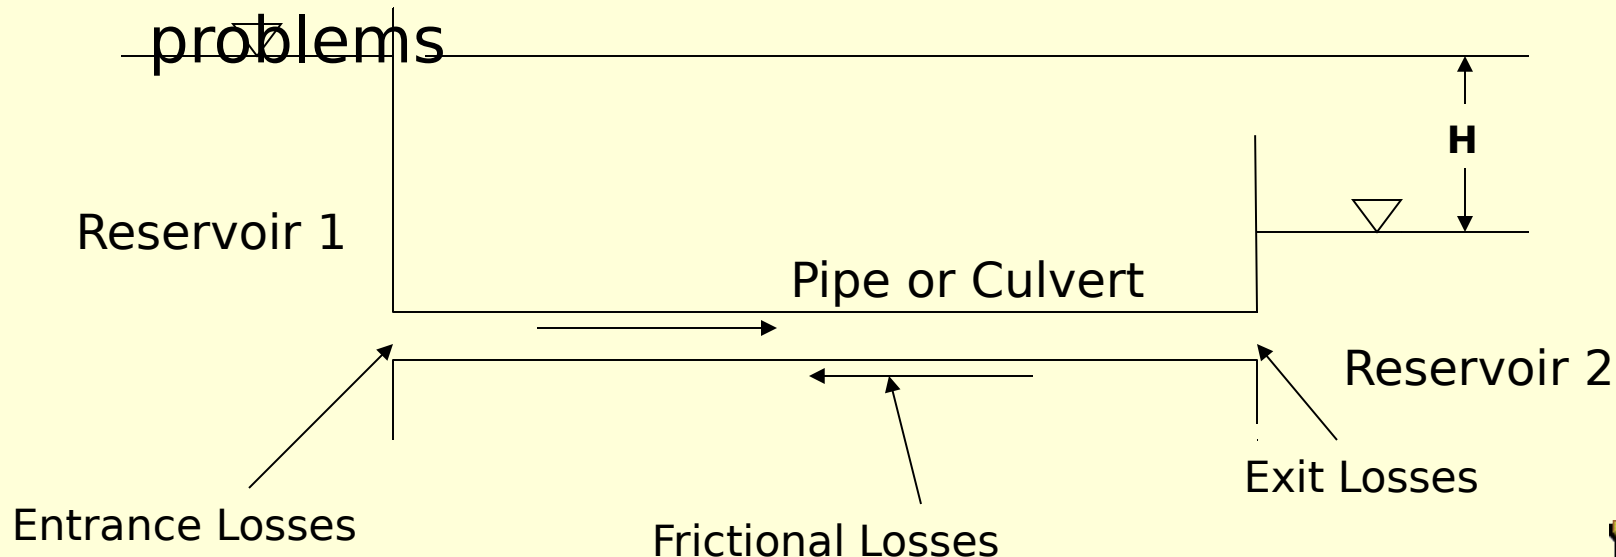 problems
H
Reservoir 1
Pipe or Culvert
Reservoir 2
Exit Losses
Entrance Losses
Frictional Losses